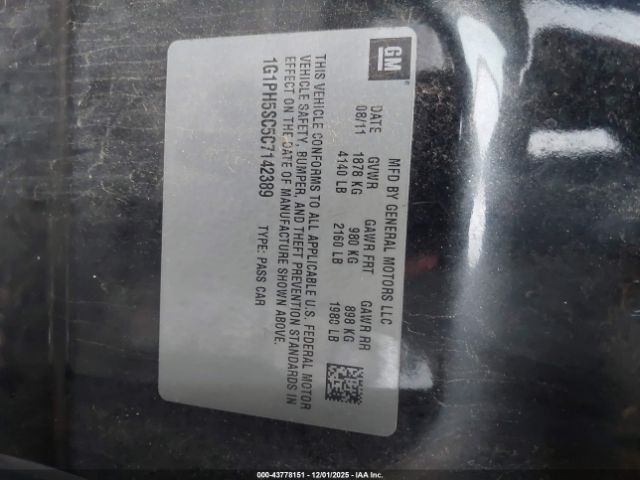 GM
MFD BY GENERAL MOTORS LLC
DATE GVWR GAWR FRT GAWR RR
08/11 1878 KG 980 KG 898 KG
4140 LB 2160 LB 1980 LB
THIS VEHICLE CONFORMS TO ALL APPLICABLE U.S. FEDERAL MOTOR
VEHICLE SAFETY, BUMPER, AND THEFT PREVENTION STANDARDS IN
EFFECT ON THE DATE OF MANUFACTURE SHOWN ABOVE.
1G1PH5SC5C7142389 TYPE: PASS CAR
000-43778151 - 12/01/2025 - IAA Inc.